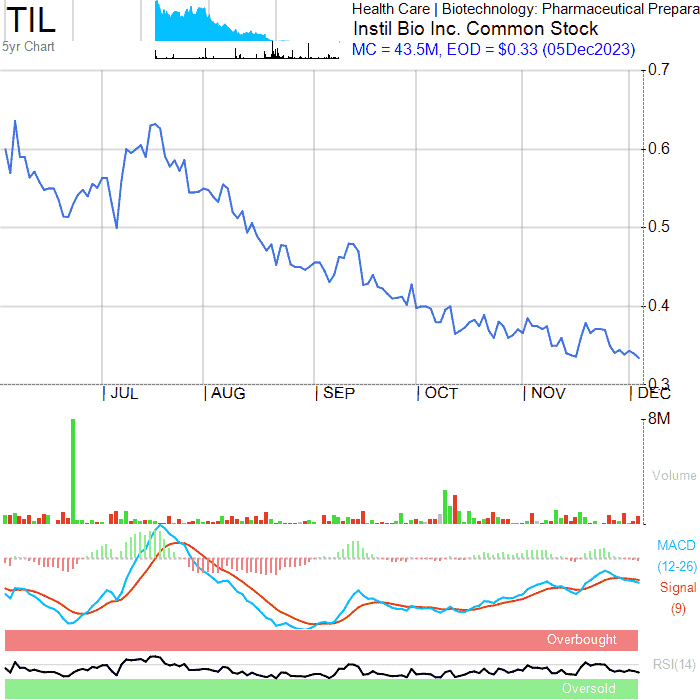 TIL
5yr Chart
Health Care | Biotechnology: Pharmaceutical Prepara
Instil Bio Inc. Common Stock
MC = 43.5M, EOD = $0.33 (05Dec2023)
0.7
0.6
0.5
0.4
0.3
JUL
AUG
SEP
OCT
NOV
DEC
8M
Volume
MACD
(12-26)
Signal
(9)
Overbought
RSI(14)
Oversold